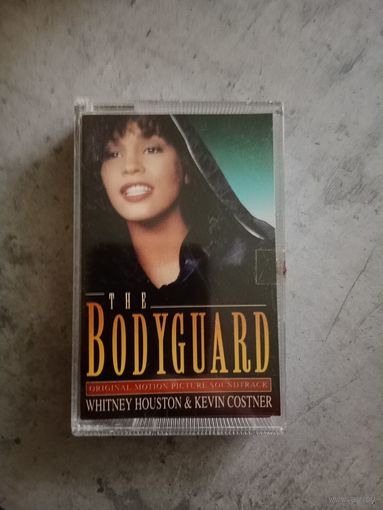 THE
BODYGUARD
ORIGINAL MOTION PICTURE SOUNDTRACK
WHITNEY HOUSTON & KEVIN COSTNER